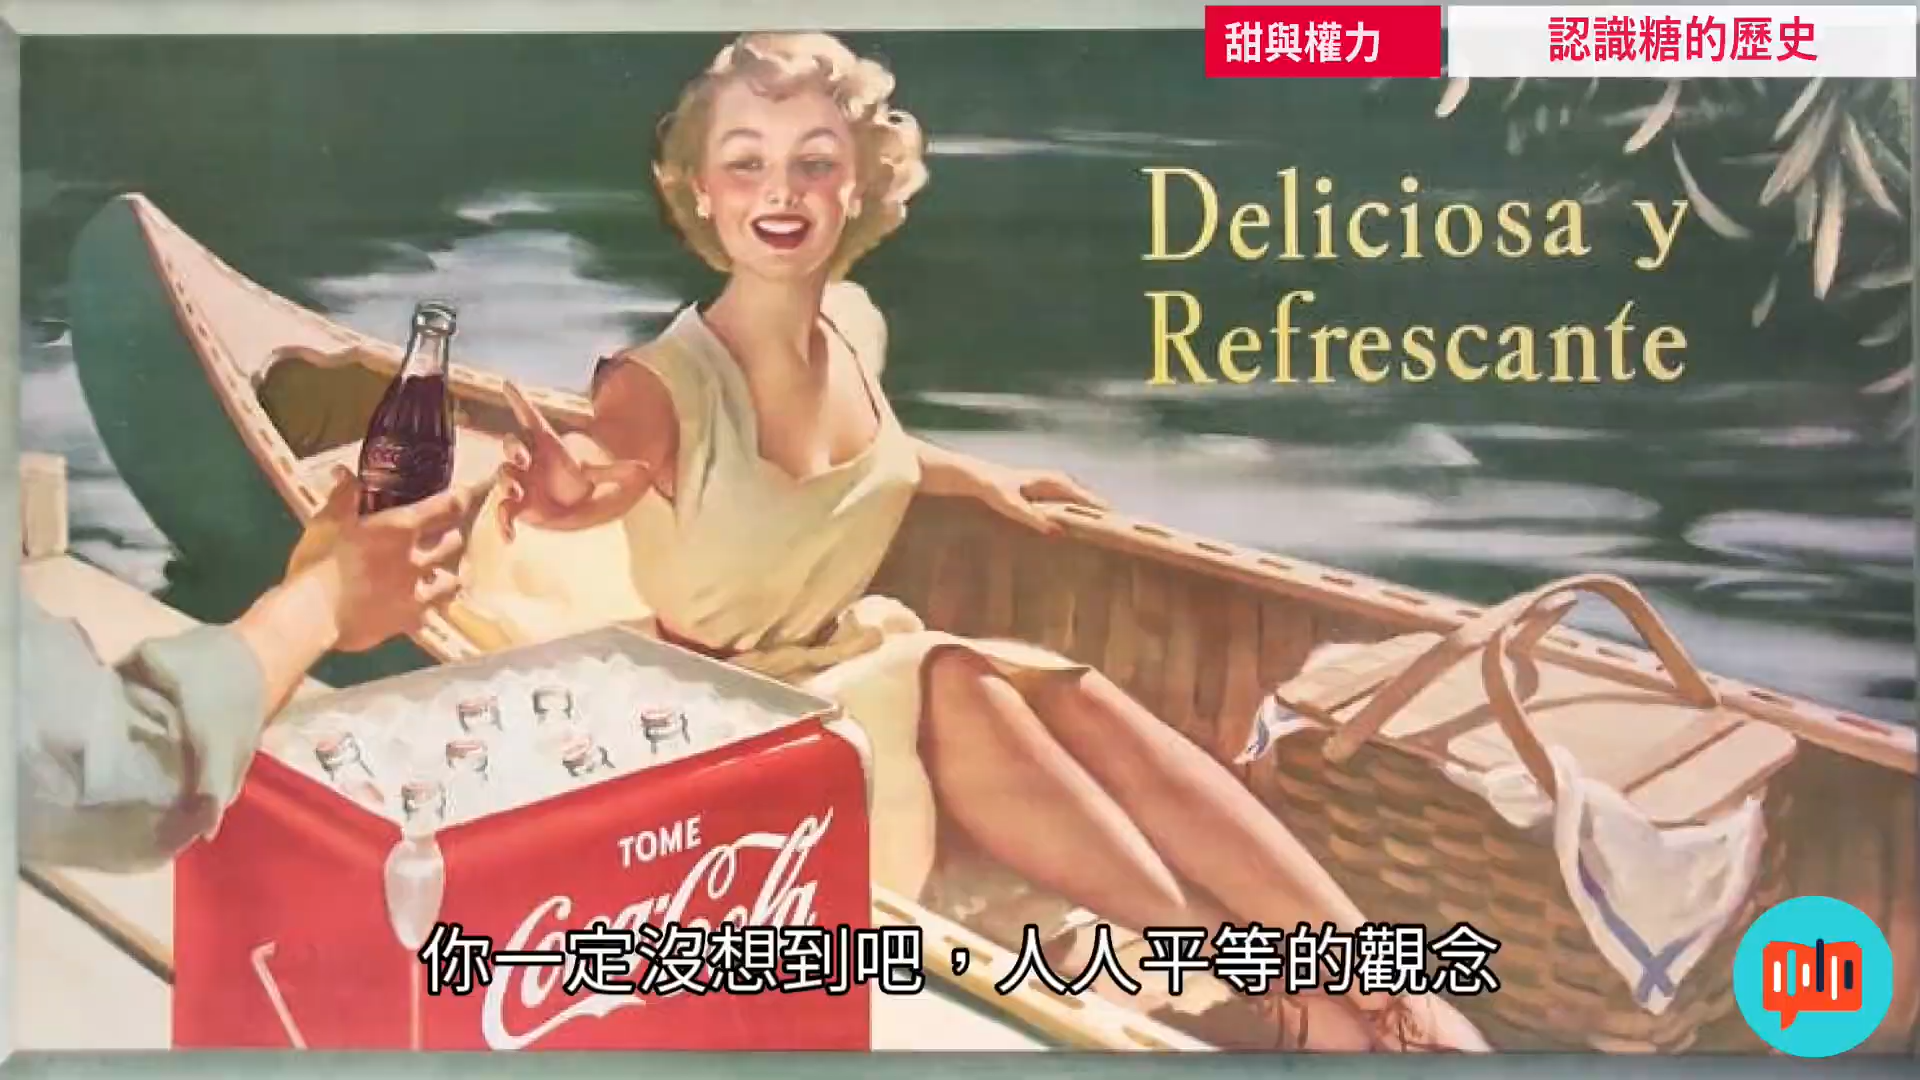 甜與權力
認識糖的歷史
Deliciosa y
Refrescante
TOME
Coca-Cola
你一定沒想到吧，人人平等的觀念